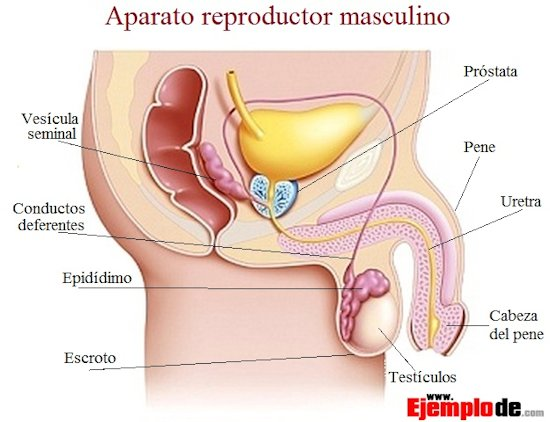 Aparato reproductor masculino
Próstata
Vesícula
seminal
Pene
Uretra
Conductos
deferentes
Epidídimo
Cabeza
del pene
Escroto
Testículos
www.
Ejemplode.com